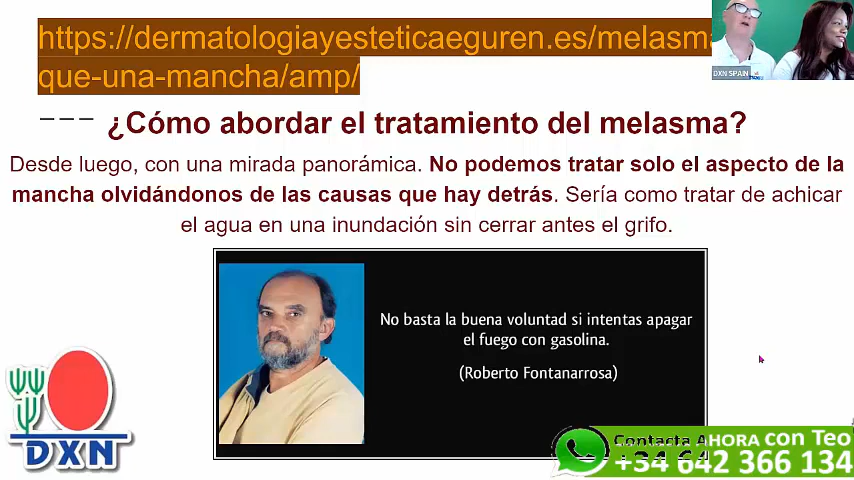 https://dermatologiayesteticaeguren.es/melasma
que-una-mancha/amp/
DXN SPAIN
¿Cómo abordar el tratamiento del melasma?
Desde luego, con una mirada panorámica. No podemos tratar solo el aspecto de la
mancha olvidándonos de las causas que hay detrás. Sería como tratar de achicar
el agua en una inundación sin cerrar antes el grifo.
No basta la buena voluntad si intentas apagar
el fuego con gasolina.
(Roberto Fontanarrosa)
DXN
Contacta AHORA con Teo
+34 642 366 134